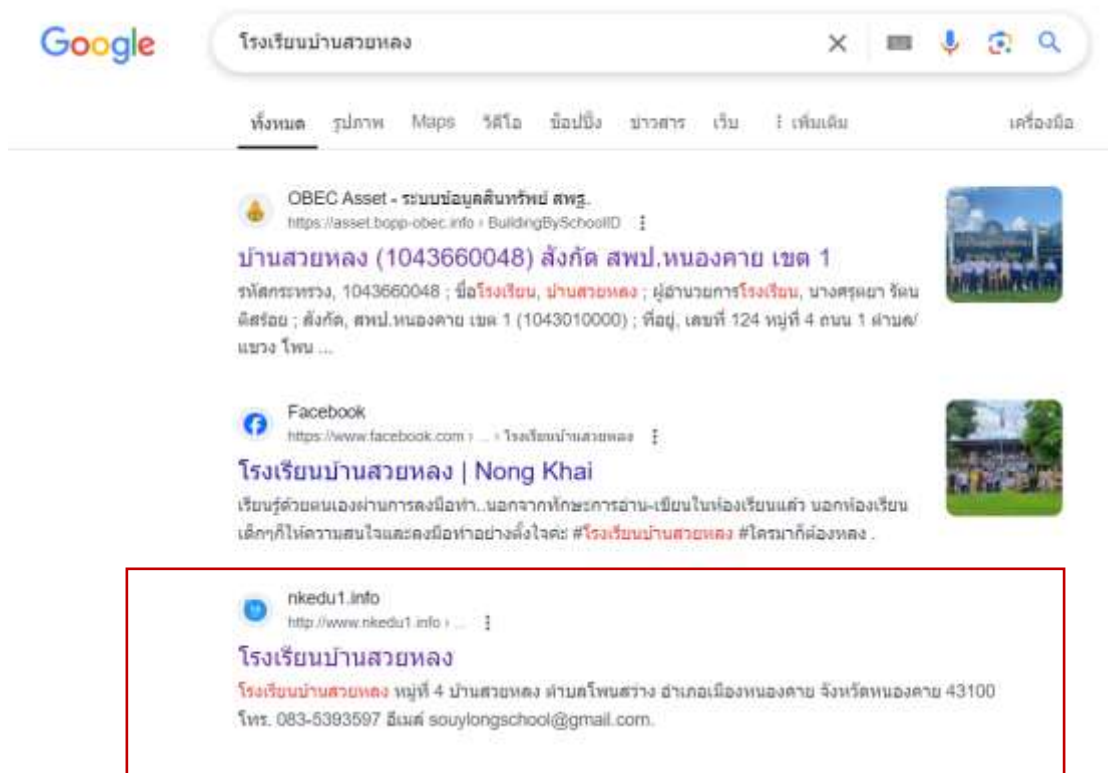 Google
โรงเรียนบ้านสวยหลง
ทั้งหมด รูปภาพ Maps วิดีโอ ช็อปปิ้ง ข่าวสาร เว็บ เพิ่มเติม เครื่องมือ
OBEC Asset - ระบบข้อมูลสินทรัพย์ สพฐ.
https://asset.bopp-obec.info › BuildingBySchoolID
บ้านสวยหลง (1043660048) สังกัด สพป.หนองคาย เขต 1
รหัสกระทรวง, 1043660048 ; ชื่อโรงเรียน, บ้านสวยหลง ; ผู้อำนวยการโรงเรียน, นางศรุตยา รัตน
ดิสร้อย ; สังกัด, สพป.หนองคาย เขต 1 (1043010000) ; ที่อยู่, เลขที่ 124 หมู่ที่ 4 ถนน 1 ตำบล/
แขวง โพน ...
Facebook
https://www.facebook.com › ... › โรงเรียนบ้านสวยหลง
โรงเรียนบ้านสวยหลง | Nong Khai
เรียนรู้ด้วยตนเองผ่านการลงมือทำ..นอกจากทักษะการอ่าน-เขียนในห้องเรียนแล้ว นอกห้องเรียน
เด็กๆก็ให้ความสนใจและลงมือทำอย่างตั้งใจค่ะ #โรงเรียนบ้านสวยหลง #ใครมาก็ต้องหลง .
nkedu1.info
http://www.nkedu1.info › ...
โรงเรียนบ้านสวยหลง
โรงเรียนบ้านสวยหลง หมู่ที่ 4 บ้านสวยหลง ตำบลโพนสว่าง อำเภอเมืองหนองคาย จังหวัดหนองคาย 43100
โทร. 083-5393597 อีเมล์ souylongschool@gmail.com.